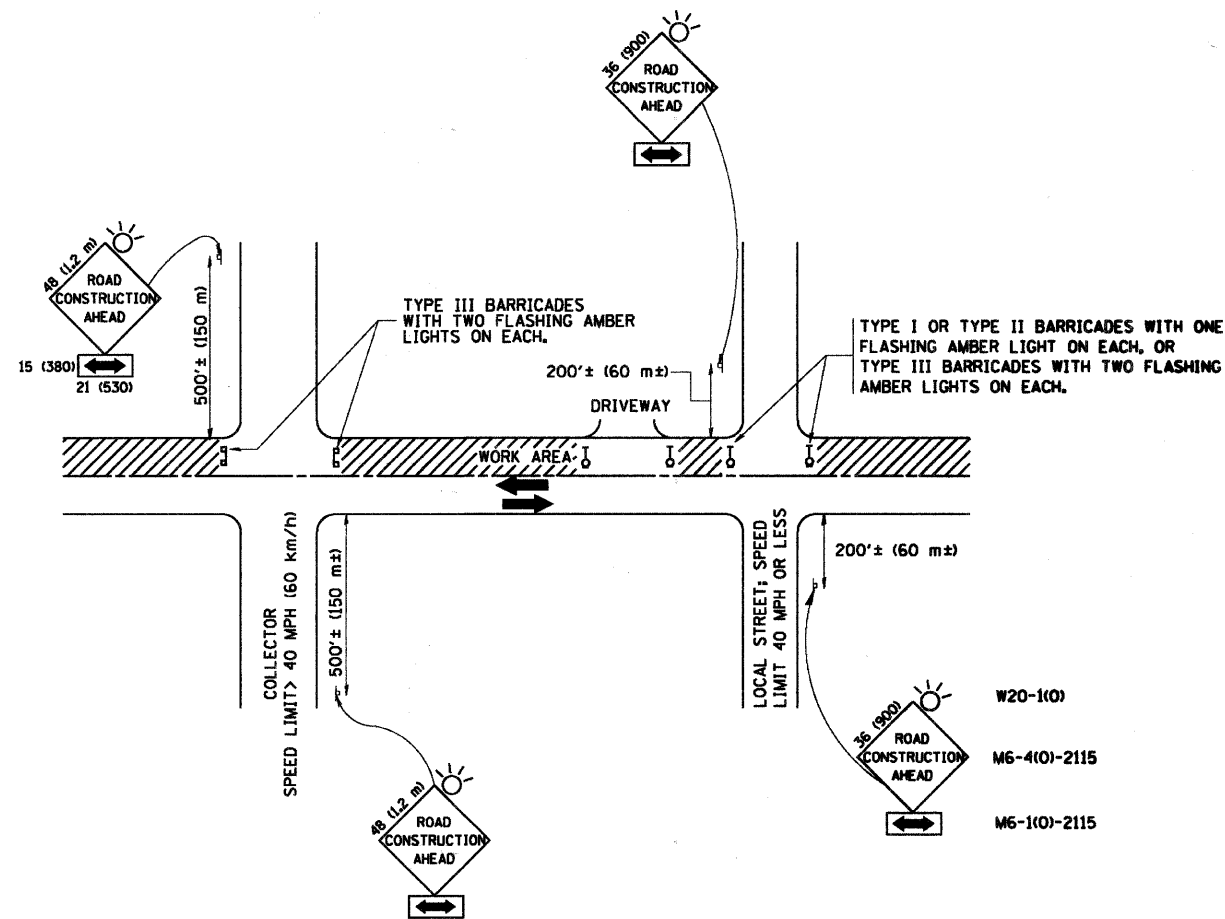 36 (900)
ROAD
CONSTRUCTION
AHEAD
48 (1.2 m)
ROAD
CONSTRUCTION
AHEAD
15 (380)
21 (530)
500'± (150 m)
TYPE III BARRICADES
WITH TWO FLASHING AMBER
LIGHTS ON EACH.
200'± (60 m±)
DRIVEWAY
TYPE I OR TYPE II BARRICADES WITH ONE
FLASHING AMBER LIGHT ON EACH, OR
TYPE III BARRICADES WITH TWO FLASHING
AMBER LIGHTS ON EACH.
WORK AREA
COLLECTOR
SPEED LIMIT> 40 MPH (60 km/h)
500'± (150 m±)
LOCAL STREET; SPEED
LIMIT 40 MPH OR LESS
200'± (60 m±)
48 (1.2 m)
ROAD
CONSTRUCTION
AHEAD
36 (900)
ROAD
CONSTRUCTION
AHEAD
W20-1(O)
M6-4(O)-2115
M6-1(O)-2115